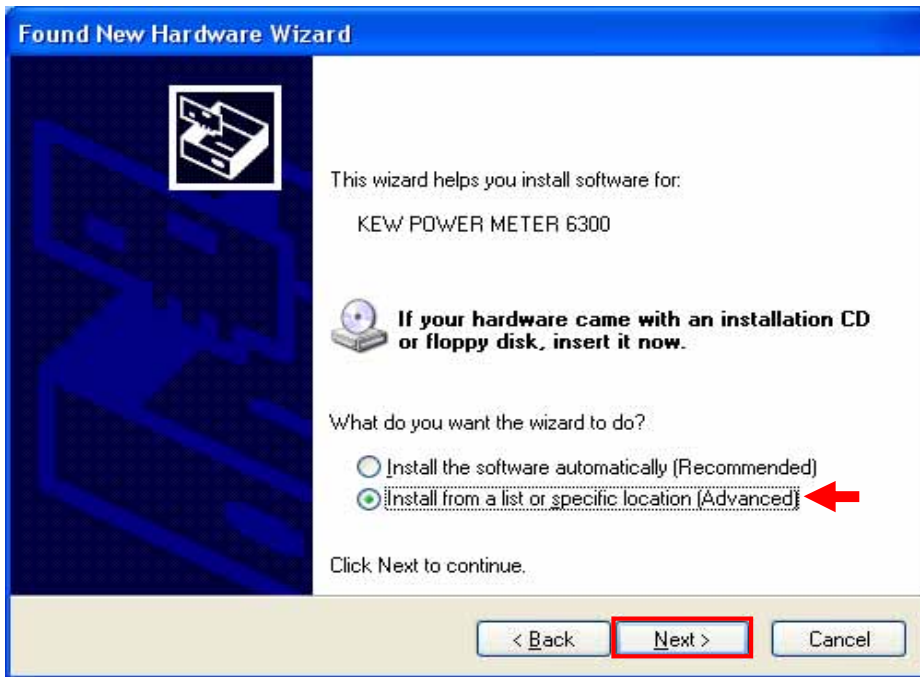 Found New Hardware Wizard
This wizard helps you install software for:
KEW POWER METER 6300
If your hardware came with an installation CD
or floppy disk, insert it now.
What do you want the wizard to do?
Install the software automatically (Recommended)
Install from a list or specific location (Advanced)
Click Next to continue.
< Back
Next >
Cancel